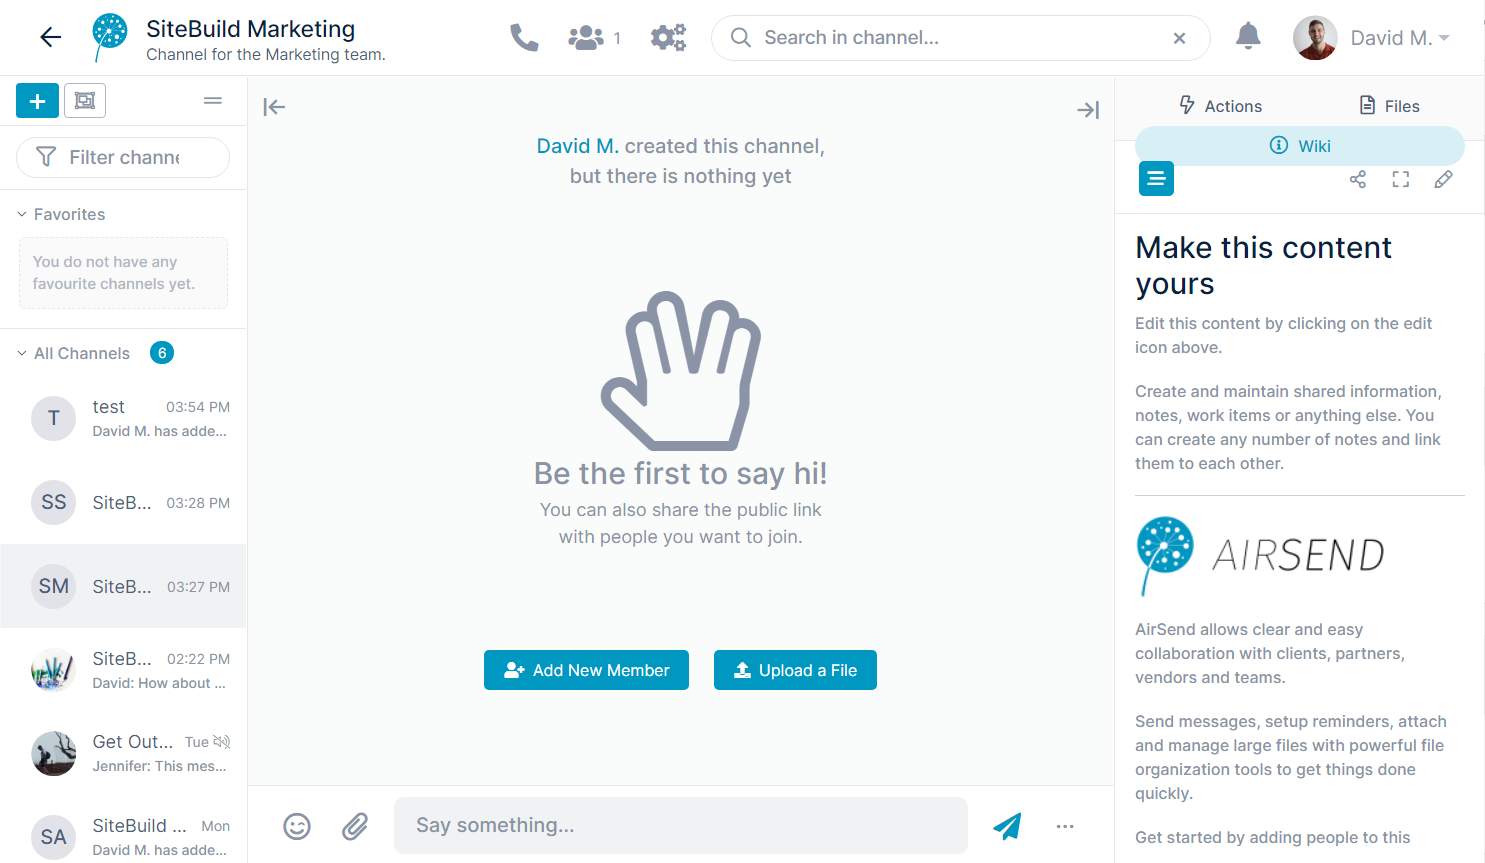 SiteBuild Marketing
Channel for the Marketing team.
1
Search in channel...
David M.
Filter channe
Favorites
You do not have any
favourite channels yet.
All Channels 6
T
test 03:54 PM
David M. has adde...
SS
SiteB... 03:28 PM
SM
SiteB... 03:27 PM
SiteB... 02:22 PM
David: How about ...
Get Out... Tue
Jennifer: This mes...
SA
SiteBuild ... Mon
David M. has adde...
David M. created this channel,
but there is nothing yet
Be the first to say hi!
You can also share the public link
with people you want to join.
Add New Member
Upload a File
Say something...
Actions
Files
Wiki
Make this content
yours
Edit this content by clicking on the edit
icon above.
Create and maintain shared information,
notes, work items or anything else. You
can create any number of notes and link
them to each other.
AIRSEND
AirSend allows clear and easy
collaboration with clients, partners,
vendors and teams.
Send messages, setup reminders, attach
and manage large files with powerful file
organization tools to get things done
quickly.
Get started by adding people to this